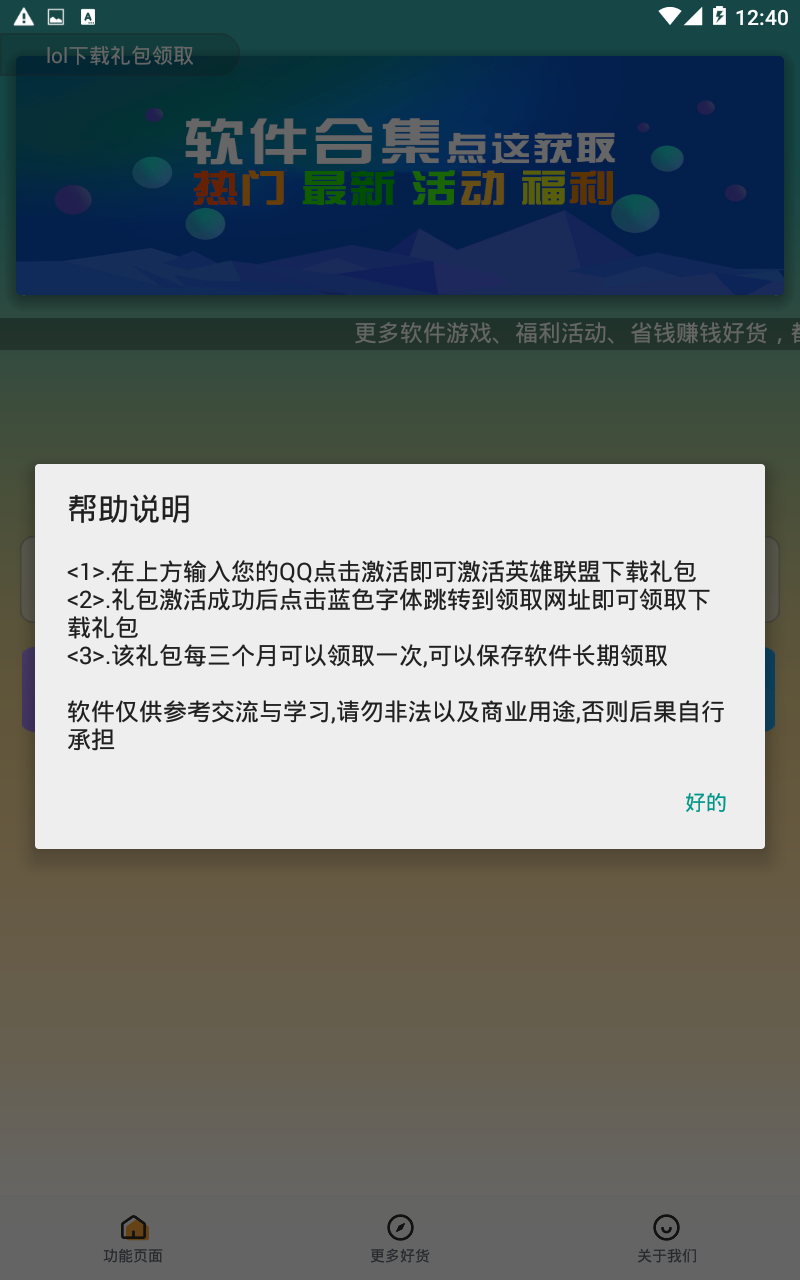 12:40
lol下载礼包领取
软件合集点这获取
热门 最新 活动 福利
更多软件游戏、福利活动、省钱赚钱好货，都
帮助说明
<1>.在上方输入您的QQ点击激活即可激活英雄联盟下载礼包
<2>.礼包激活成功后点击蓝色字体跳转到领取网址即可领取下
载礼包
<3>.该礼包每三个月可以领取一次,可以保存软件长期领取
软件仅供参考交流与学习,请勿非法以及商业用途,否则后果自行
承担
好的
功能页面
更多好货
关于我们